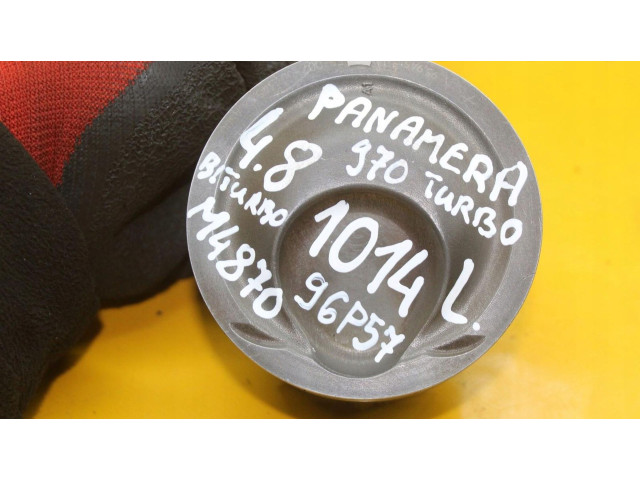 PANAMERA
970 TURBO
4.8
BITURBO
M4870
1014 L.
96P57